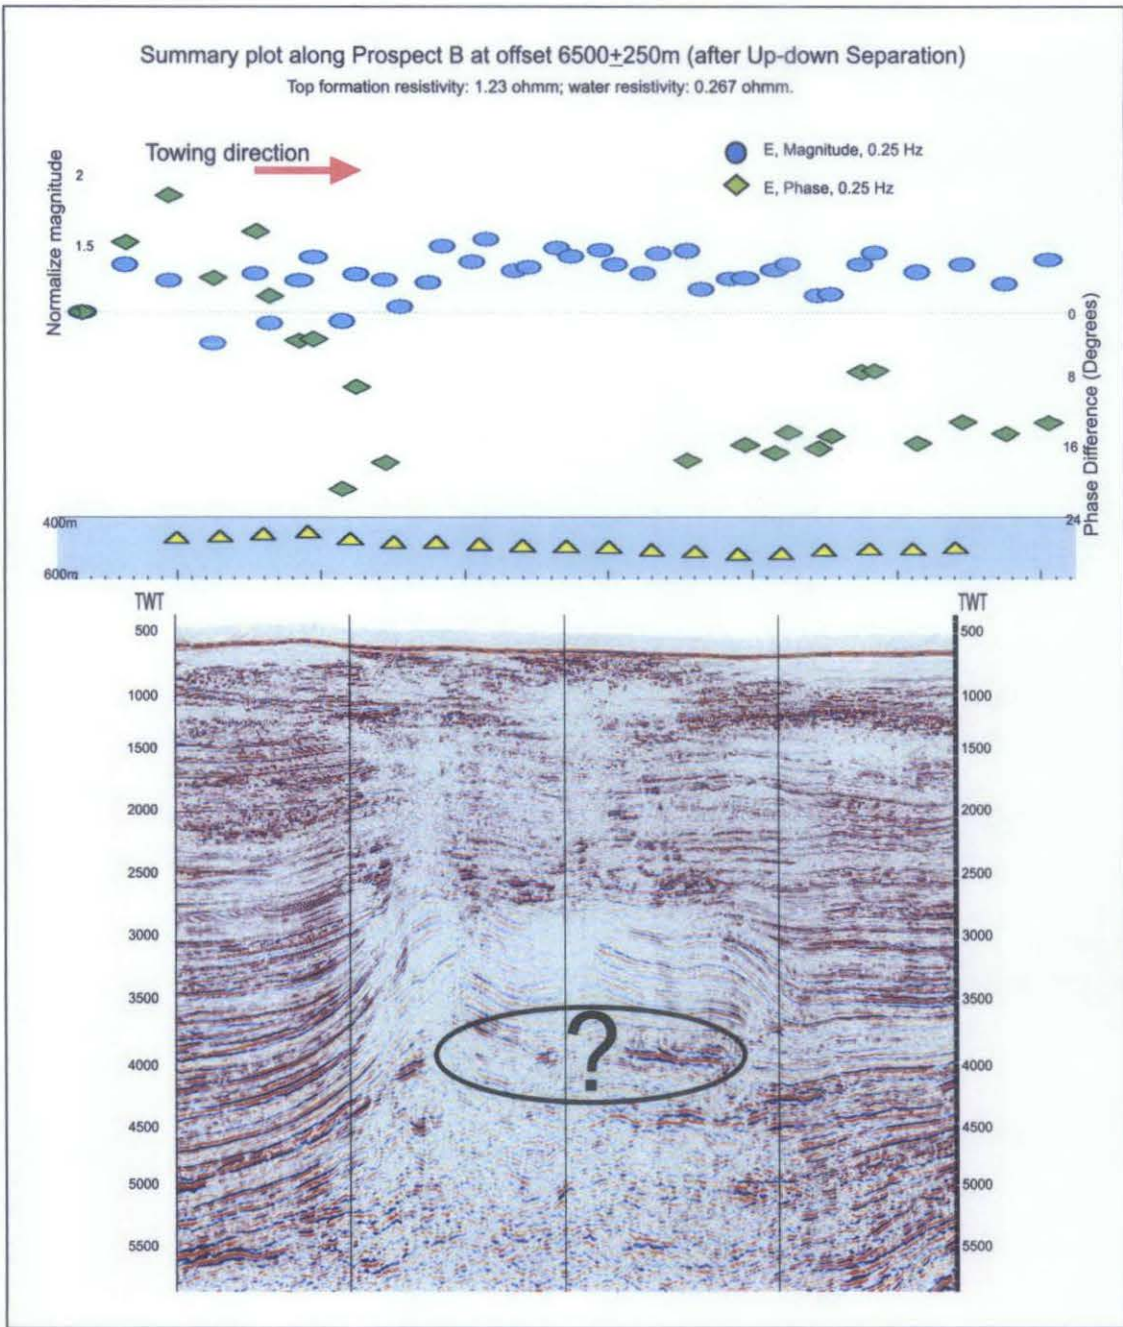 Summary plot along Prospect B at offset 6500±250m (after Up-down Separation)
Top formation resistivity: 1.23 ohmm; water resistivity: 0.267 ohmm.
Towing direction
E, Magnitude, 0.25 Hz
E, Phase, 0.25 Hz
Normalize magnitude
2
1.5
0
8
16
24
Phase Difference (Degrees)
400m
600m
TWT
TWT
500
500
1000
1000
1500
1500
2000
2000
2500
2500
3000
3000
3500
3500
?
4000
4000
4500
4500
5000
5000
5500
5500